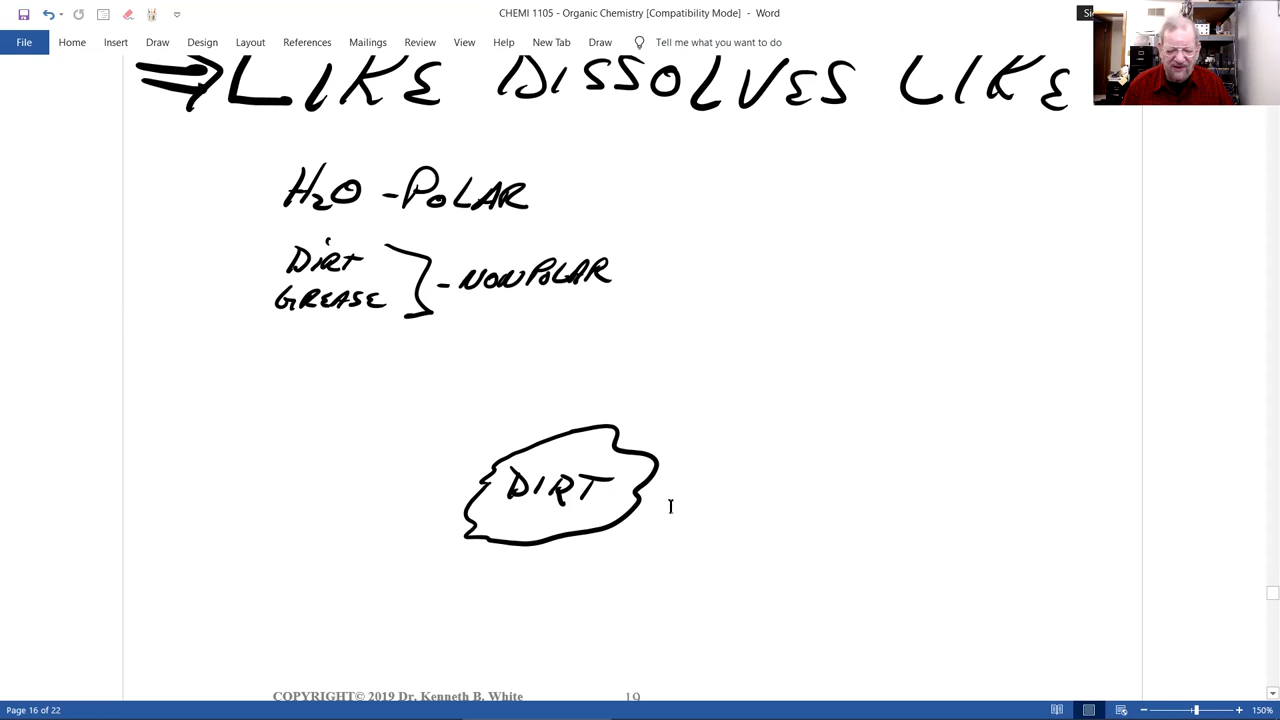 CHEMI 1105 - Organic Chemistry [Compatibility Mode] - Word
File Home Insert Draw Design Layout References Mailings Review View Help New Tab Draw Tell me what you want to do
⇒ LIKE DISSOLVES LIKE
H₂O - POLAR
DIRT
GREASE } - NONPOLAR
DIRT
COPYRIGHT© 2019 Dr. Kenneth B. White 19
Page 16 of 22 150%